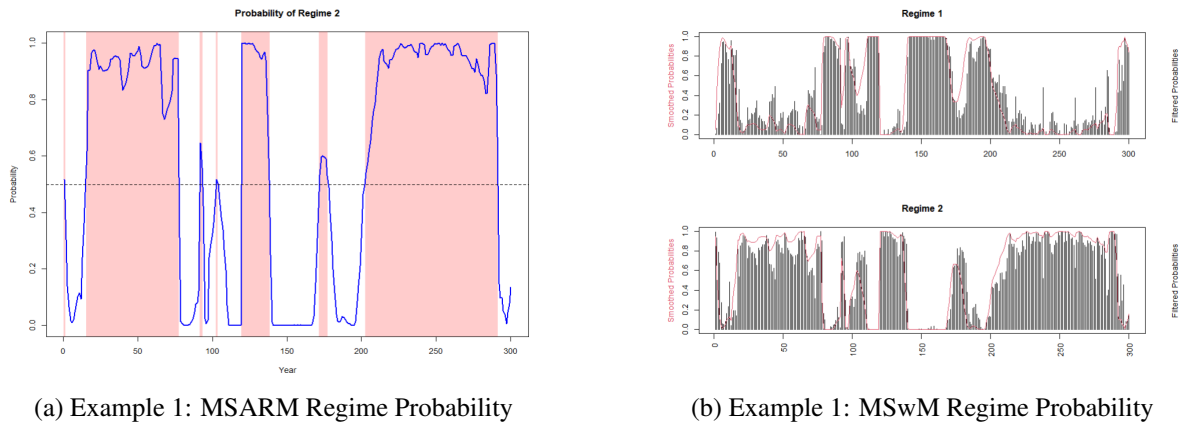 Probability of Regime 2
Probability
1.0
0.8
0.6
0.4
0.2
0.0
0 50 100 150 200 250 300
Year
(a) Example 1: MSARM Regime Probability
Regime 1
Smoothed Probabilities
Filtered Probabilities
1.0
0.8
0.6
0.4
0.2
0.0
0 50 100 150 200 250 300
Regime 2
Smoothed Probabilities
Filtered Probabilities
1.0
0.8
0.6
0.4
0.2
0.0
0 50 100 150 200 250 300
(b) Example 1: MSwM Regime Probability